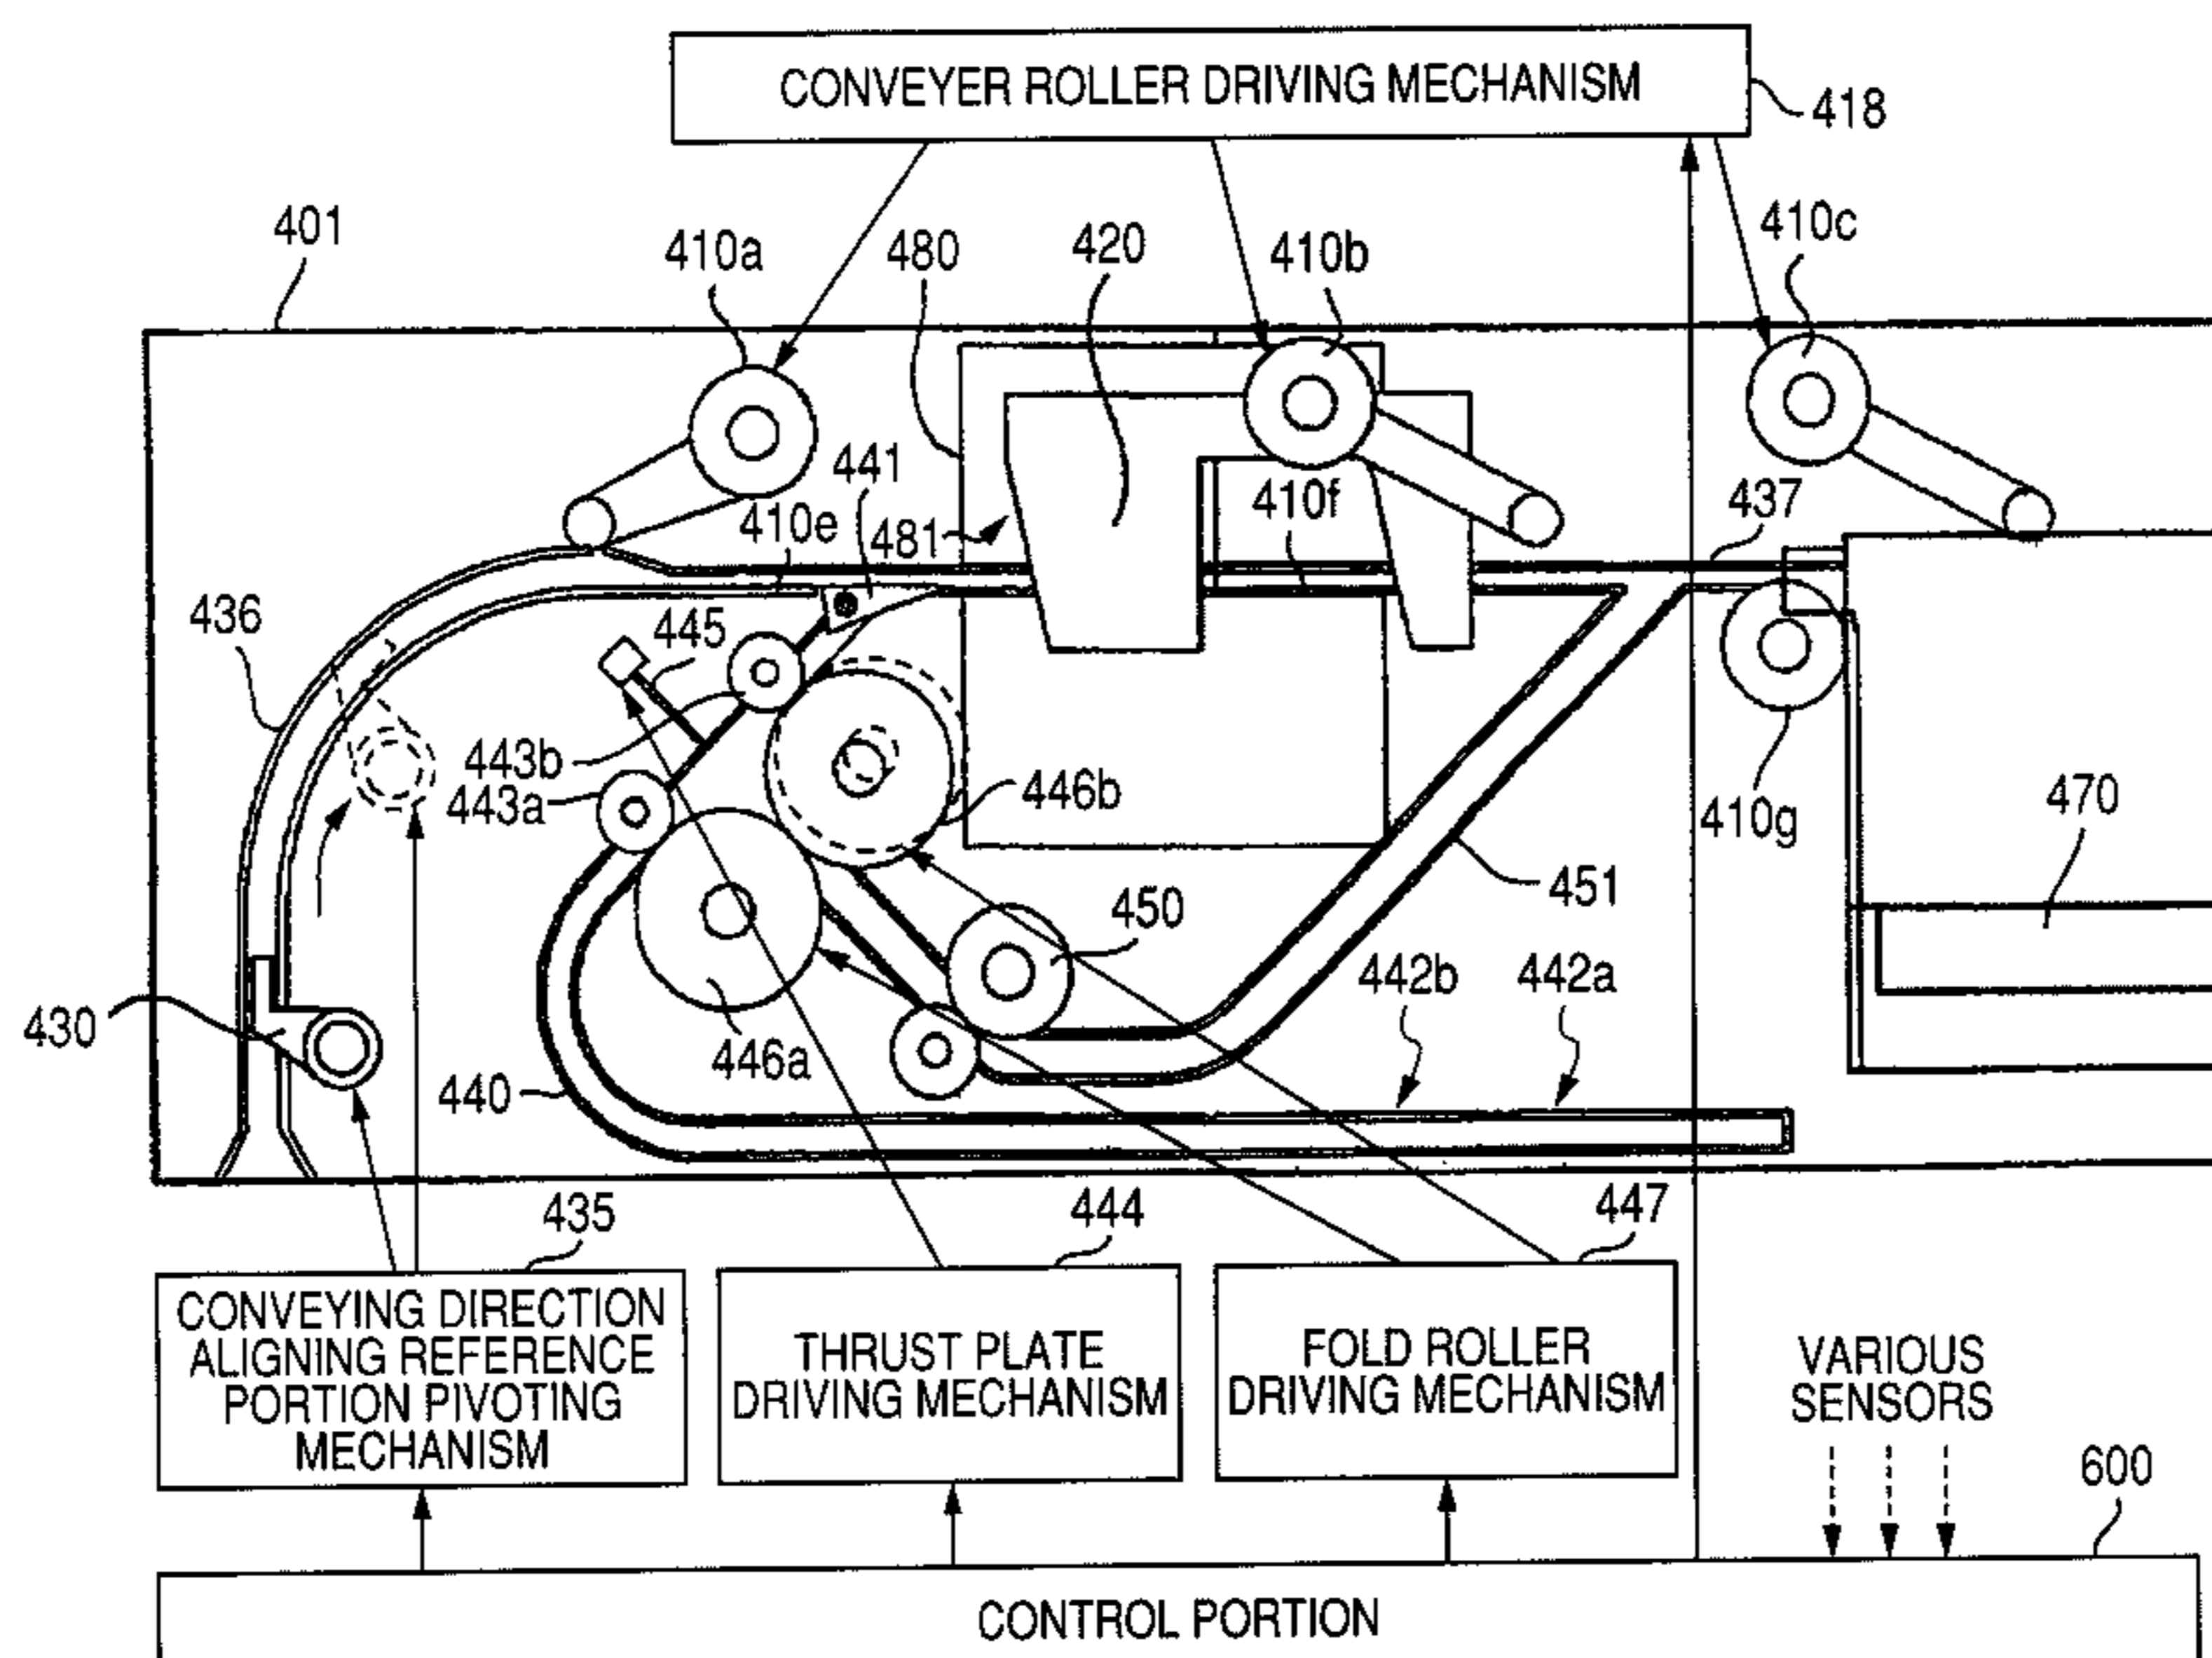 CONVEYER ROLLER DRIVING MECHANISM
418
401
410a
480
420
410b
410c
441
410e
481
410f
437
436
445
443b
443a
446b
410g
470
451
450
442b
442a
430
446a
440
435
444
447
CONVEYING DIRECTION
ALIGNING REFERENCE
PORTION PIVOTING
MECHANISM
THRUST PLATE
DRIVING MECHANISM
FOLD ROLLER
DRIVING MECHANISM
VARIOUS
SENSORS
600
CONTROL PORTION